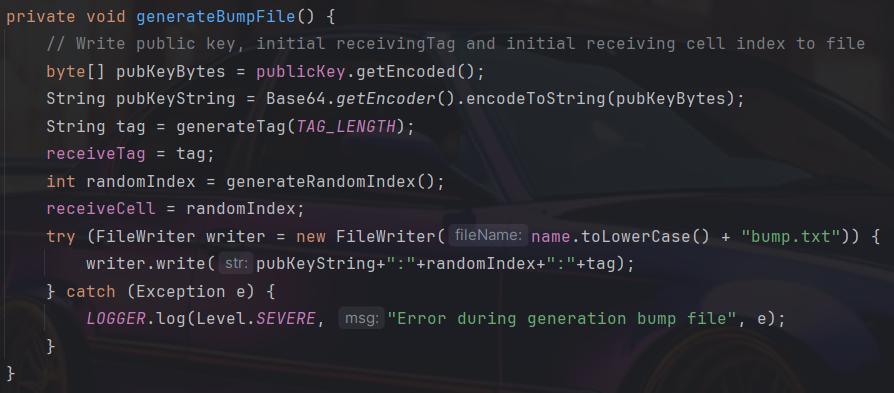 private void generateBumpFile() {
    // Write public key, initial receivingTag and initial receiving cell index to file
    byte[] pubKeyBytes = publicKey.getEncoded();
    String pubKeyString = Base64.getEncoder().encodeToString(pubKeyBytes);
    String tag = generateTag(TAG_LENGTH);
    receiveTag = tag;
    int randomIndex = generateRandomIndex();
    receiveCell = randomIndex;
    try (FileWriter writer = new FileWriter( fileName: name.toLowerCase() + "bump.txt")) {
        writer.write( str: pubKeyString+":"+randomIndex+":"+tag);
    } catch (Exception e) {
        LOGGER.log(Level.SEVERE, msg: "Error during generation bump file", e);
    }
}